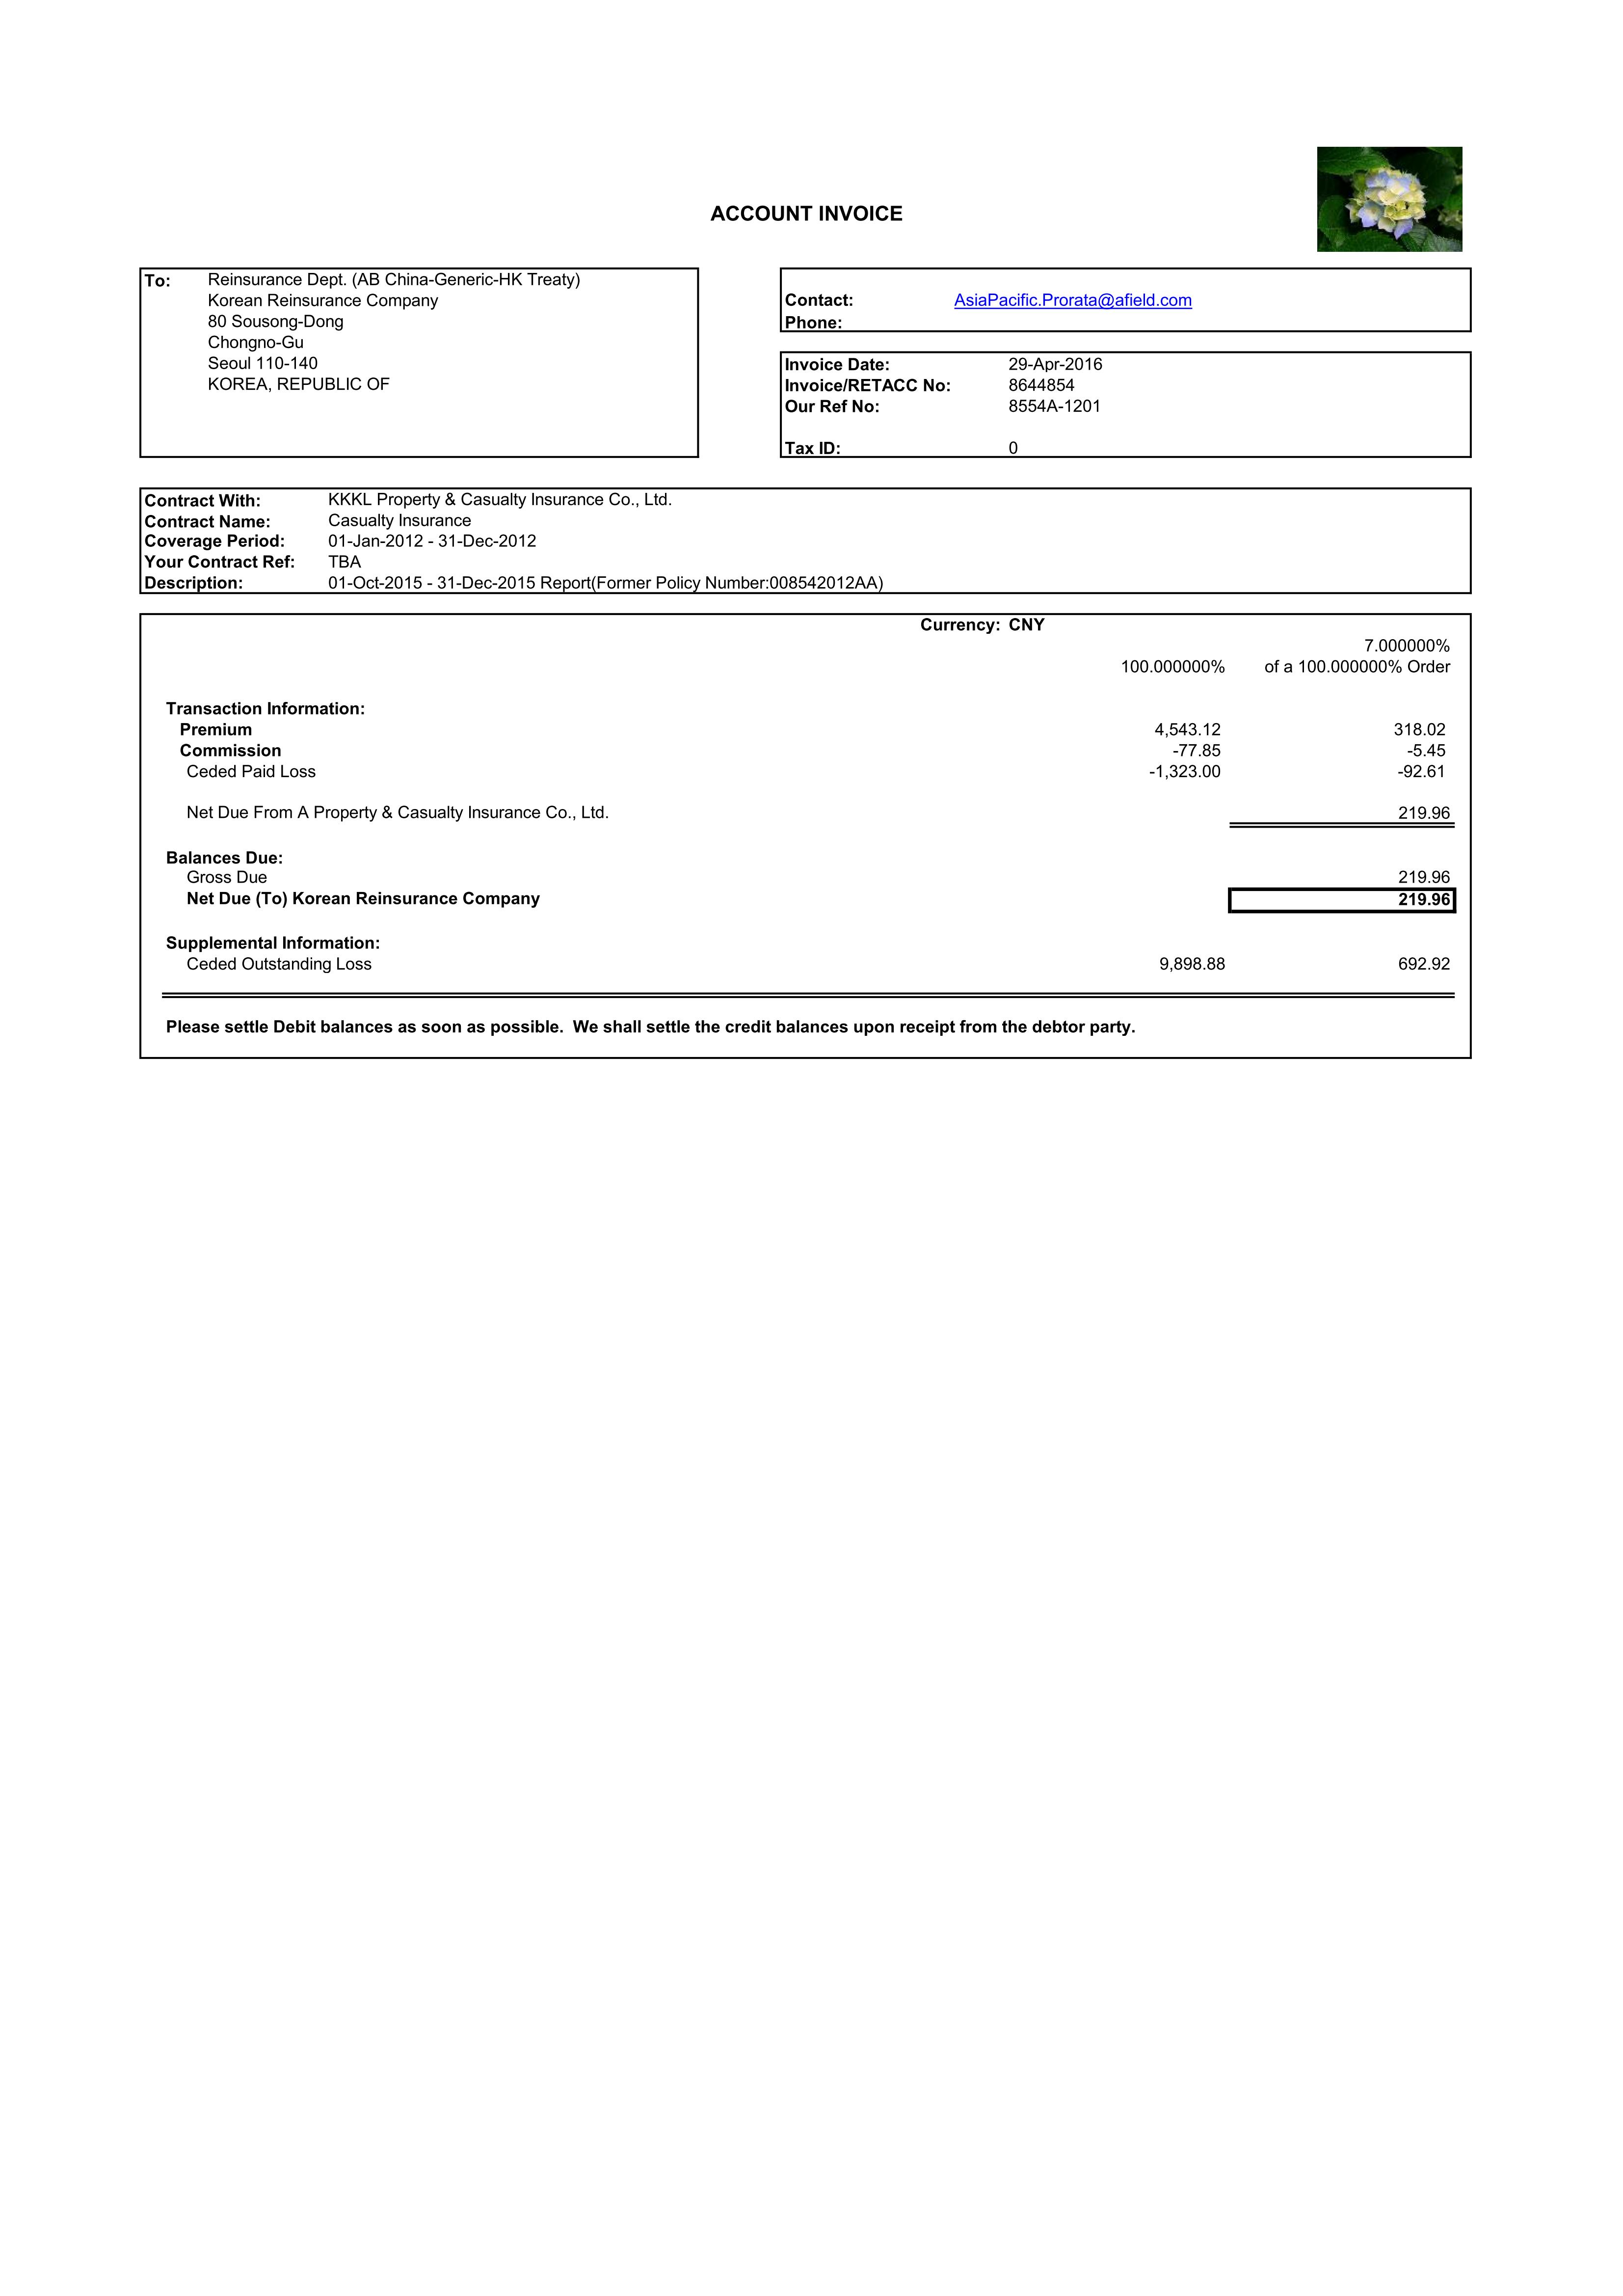 ACCOUNT INVOICE
To: Reinsurance Dept. (AB China-Generic-HK Treaty)
Korean Reinsurance Company
80 Sousong-Dong
Chongno-Gu
Seoul 110-140
KOREA, REPUBLIC OF
Contact: AsiaPacific.Prorata@afield.com
Phone:
Invoice Date: 29-Apr-2016
Invoice/RETACC No: 8644854
Our Ref No: 8554A-1201
Tax ID: 0
Contract With: KKKL Property & Casualty Insurance Co., Ltd.
Contract Name: Casualty Insurance
Coverage Period: 01-Jan-2012 - 31-Dec-2012
Your Contract Ref: TBA
Description: 01-Oct-2015 - 31-Dec-2015 Report(Former Policy Number:008542012AA)
Currency: CNY
7.000000%
100.000000% of a 100.000000% Order
Transaction Information:
Premium 4,543.12 318.02
Commission -77.85 -5.45
Ceded Paid Loss -1,323.00 -92.61
Net Due From A Property & Casualty Insurance Co., Ltd. 219.96
Balances Due:
Gross Due 219.96
Net Due (To) Korean Reinsurance Company 219.96
Supplemental Information:
Ceded Outstanding Loss 9,898.88 692.92
Please settle Debit balances as soon as possible. We shall settle the credit balances upon receipt from the debtor party.